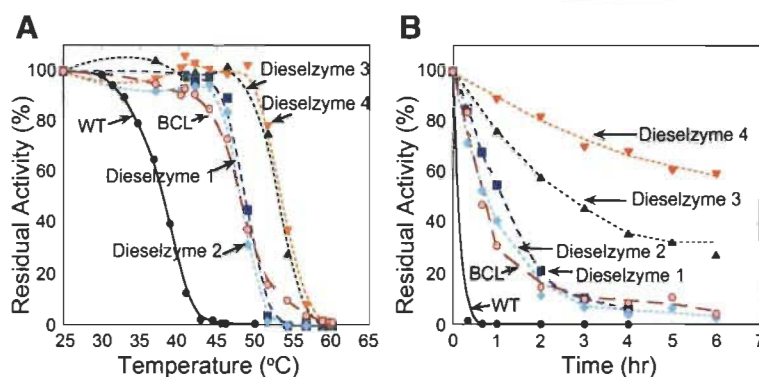 A
Residual Activity (%)
100
80
60
40
20
0
25 30 35 40 45 50 55 60 65
Temperature (°C)
WT
BCL
Dieselzyme 1
Dieselzyme 2
Dieselzyme 3
Dieselzyme 4
B
Residual Activity (%)
100
80
60
40
20
0
0 1 2 3 4 5 6 7
Time (hr)
Dieselzyme 4
Dieselzyme 3
Dieselzyme 2
Dieselzyme 1
BCL
WT